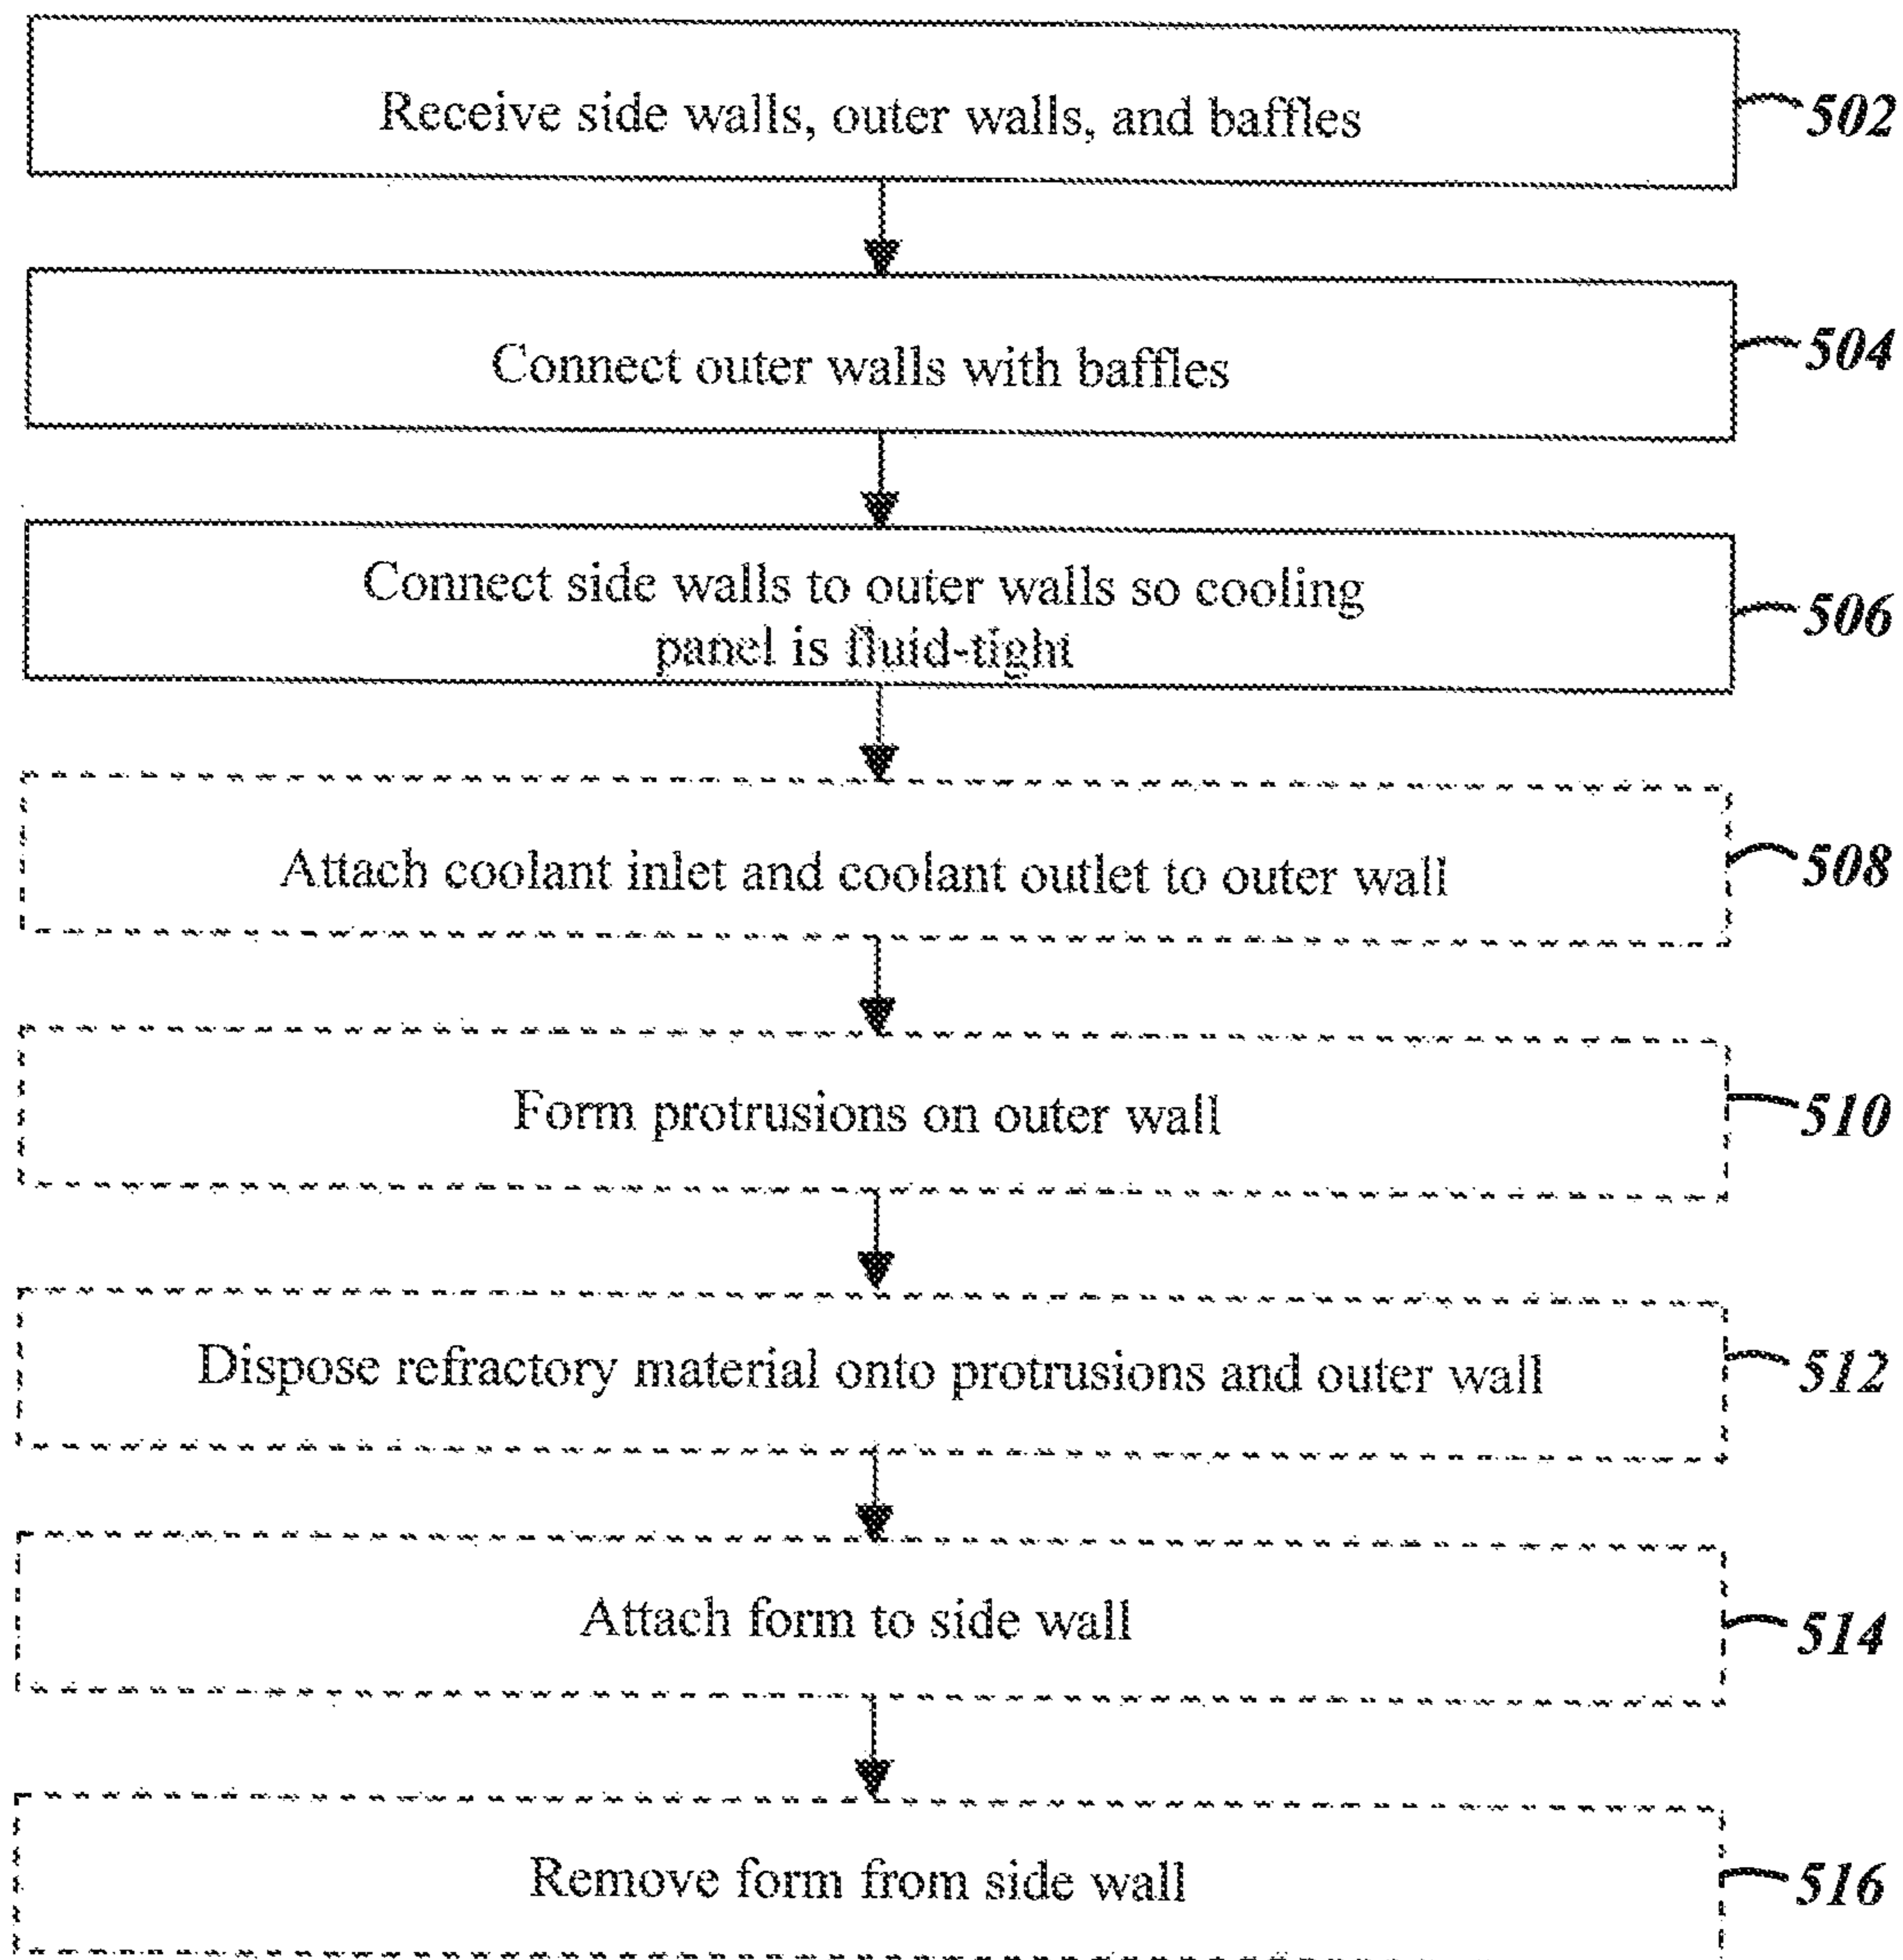 Receive side walls, outer walls, and baffles
502
Connect outer walls with baffles
504
Connect side walls to outer walls so cooling
panel is fluid-tight
506
Attach coolant inlet and coolant outlet to outer wall
508
Form protrusions on outer wall
510
Dispose refractory material onto protrusions and outer wall
512
Attach form to side wall
514
Remove form from side wall
516